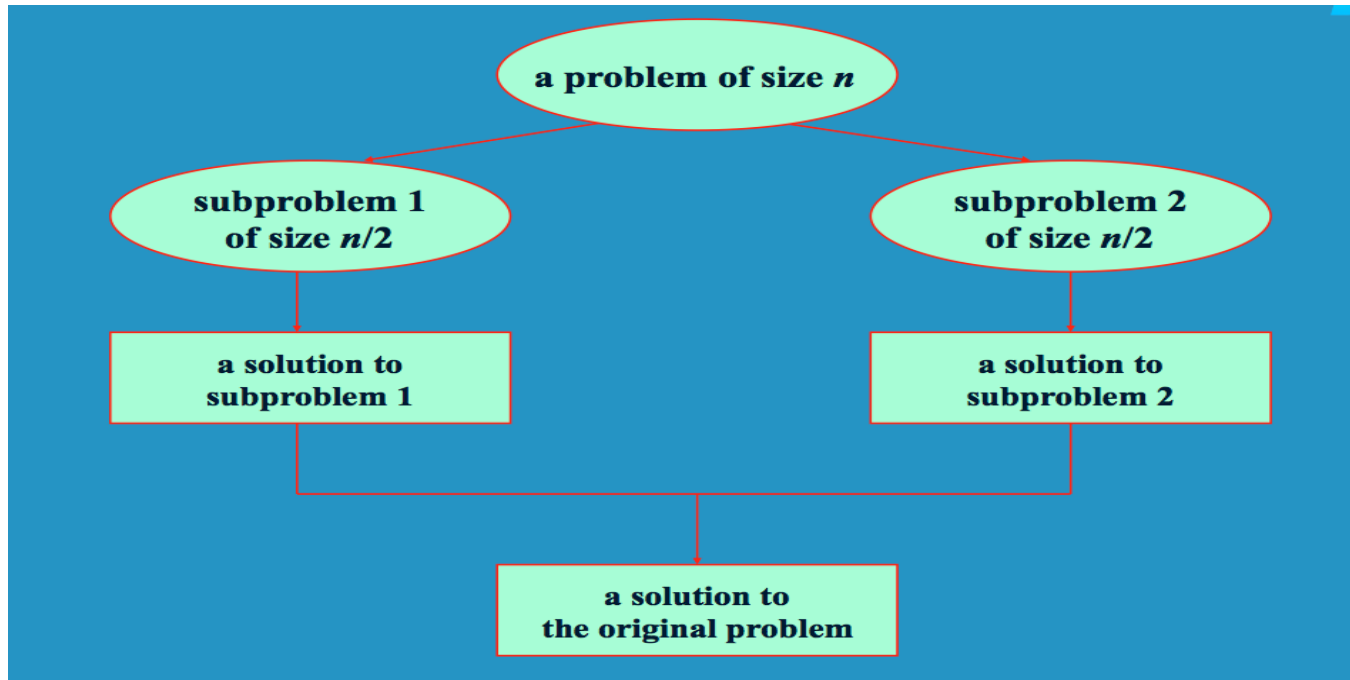 a problem of size n
subproblem 1
of size n/2
subproblem 2
of size n/2
a solution to
subproblem 1
a solution to
subproblem 2
a solution to
the original problem